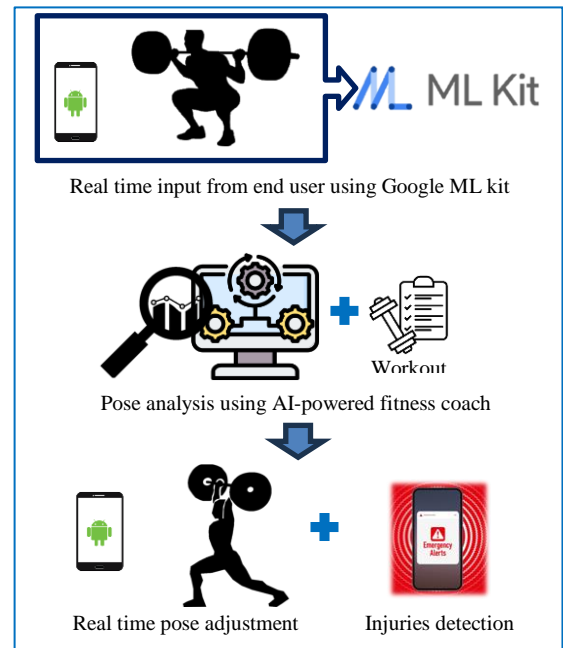 ML Kit
Real time input from end user using Google ML kit
Workout
Pose analysis using AI-powered fitness coach
Emergency
Alerts
Real time pose adjustment
Injuries detection